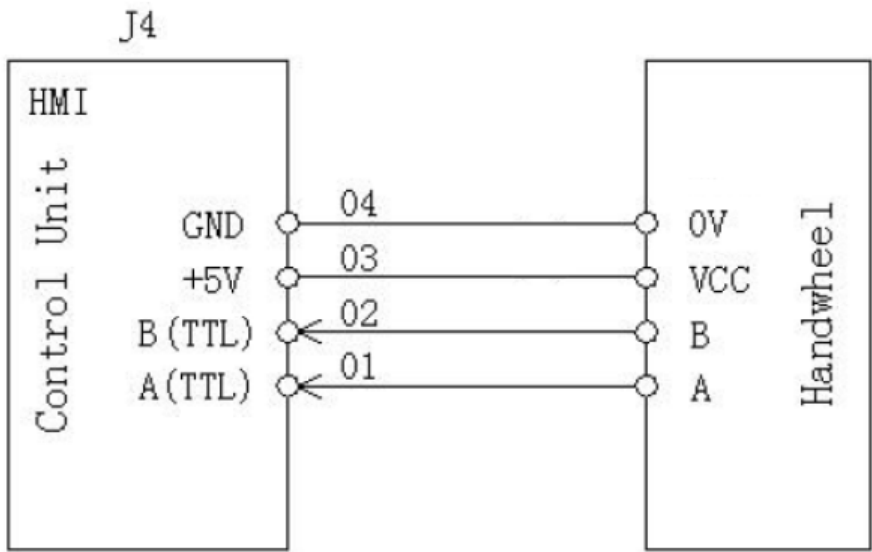 J4
HMI
Control Unit
GND 04 0V
+5V 03 VCC
B(TTL) 02 B
A(TTL) 01 A
Handwheel